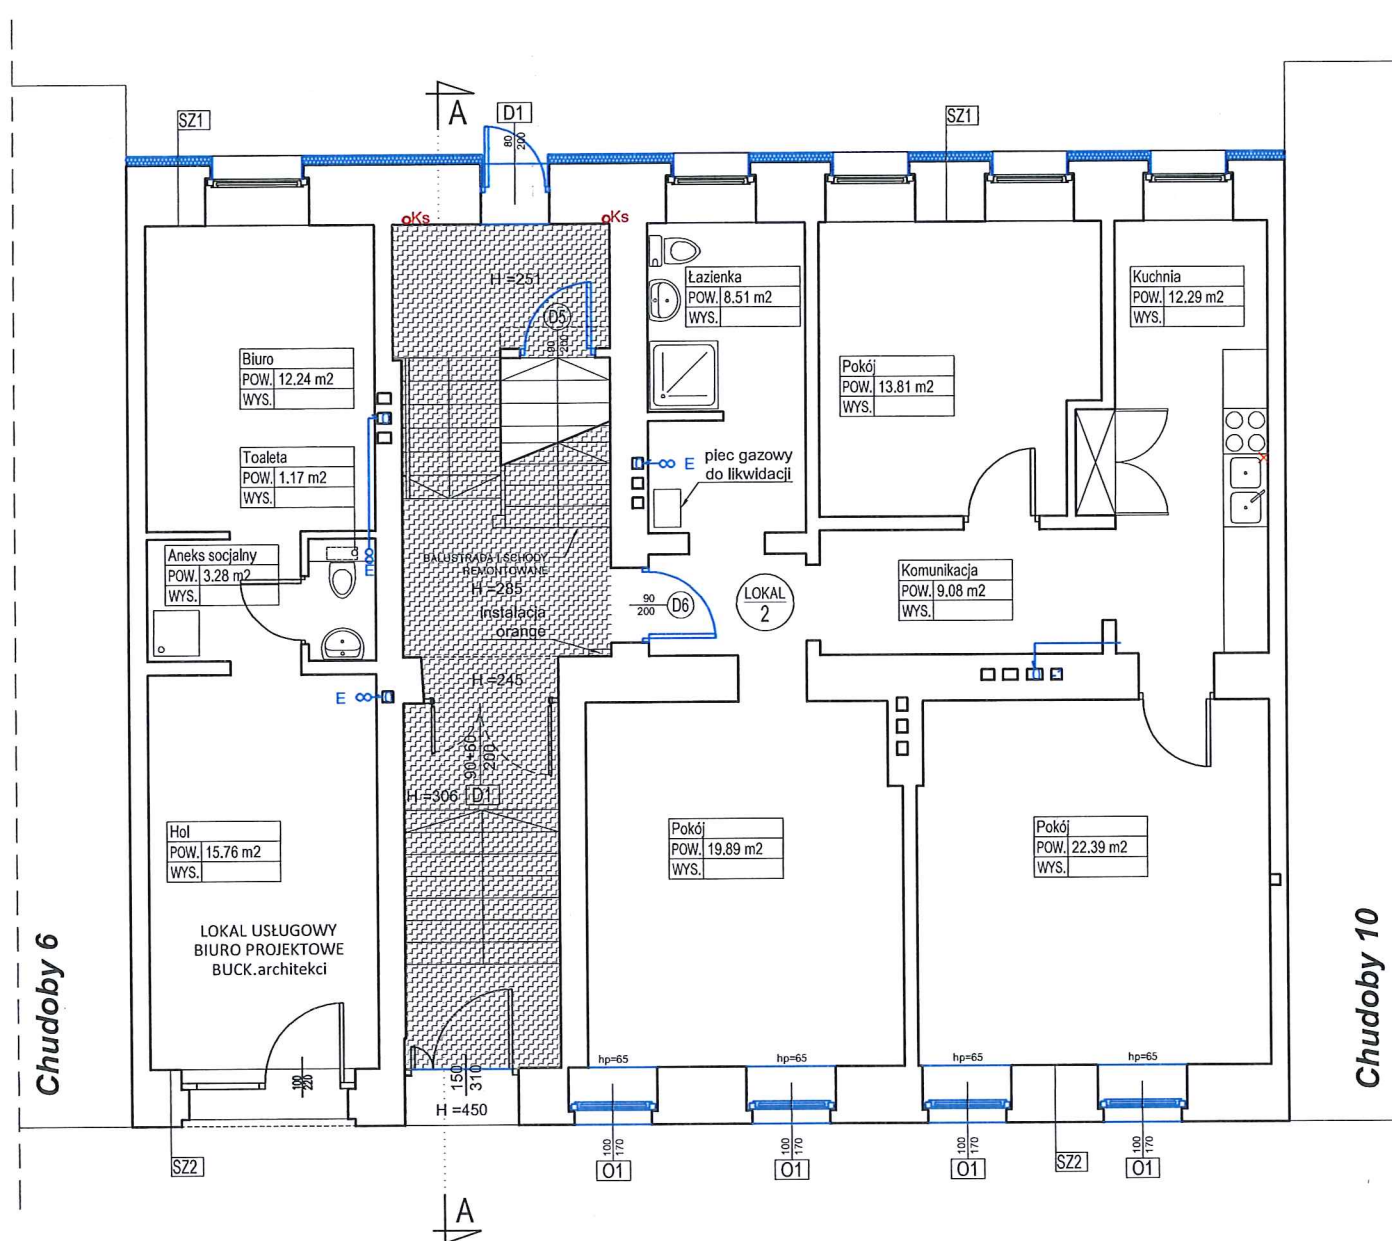 A
D1
80
200
SZ1
SZ1
Ks
Ks
H =251
D5
90
200
Łazienka
POW. 8.51 m2
WYS.
Kuchnia
POW. 12.29 m2
WYS.
Biuro
POW. 12.24 m2
WYS.
Pokój
POW. 13.81 m2
WYS.
Toaleta
POW. 1.17 m2
WYS.
E
piec gazowy
do likwidacji
Aneks socjalny
POW. 3.28 m2
WYS.
E
BALUSTRADA I SCHODY
REMONTOWANE
H =285
instalacja
orange
90
200
D6
LOKAL
2
Komunikacja
POW. 9.08 m2
WYS.
H =245
E
90+60
200
H =306
D1
Hol
POW. 15.76 m2
WYS.
Pokój
POW. 19.89 m2
WYS.
Pokój
POW. 22.39 m2
WYS.
LOKAL USŁUGOWY
BIURO PROJEKTOWE
BUCK.architekci
Chudoby 6
Chudoby 10
100
220
150
310
H =450
hp=65
hp=65
hp=65
hp=65
100
170
O1
100
170
O1
100
170
O1
100
170
O1
SZ2
SZ2
A